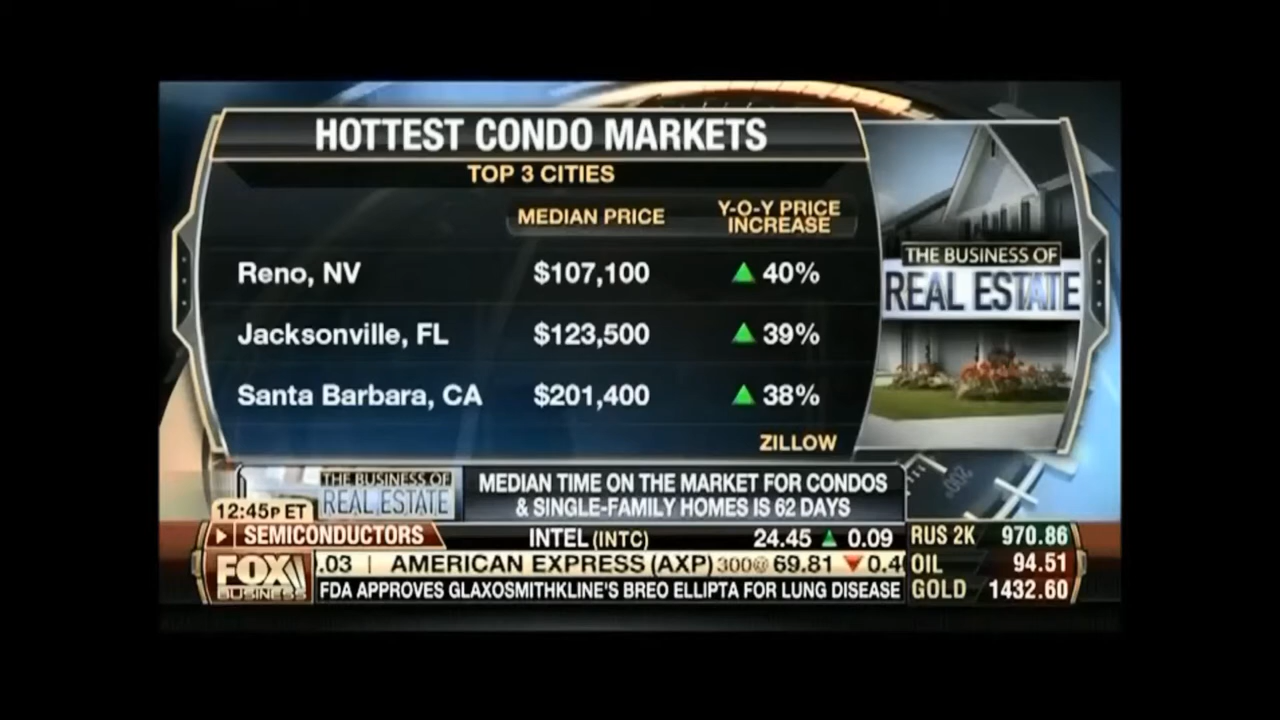 HOTTEST CONDO MARKETS
TOP 3 CITIES
MEDIAN PRICE
Y-O-Y PRICE
INCREASE
Reno, NV $107,100 ▲ 40%
Jacksonville, FL $123,500 ▲ 39%
Santa Barbara, CA $201,400 ▲ 38%
ZILLOW
THE BUSINESS OF
REAL ESTATE
THE BUSINESS OF
REAL ESTATE
MEDIAN TIME ON THE MARKET FOR CONDOS
& SINGLE-FAMILY HOMES IS 62 DAYS
12:45P ET
SEMICONDUCTORS INTEL (INTC) 24.45 ▲ 0.09
.03 | AMERICAN EXPRESS (AXP) 300@ 69.81 ▼ 0.4
FOX
BUSINESS
FDA APPROVES GLAXOSMITHKLINE'S BREO ELLIPTA FOR LUNG DISEASE
RUS 2K 970.86
OIL 94.51
GOLD 1432.60
200